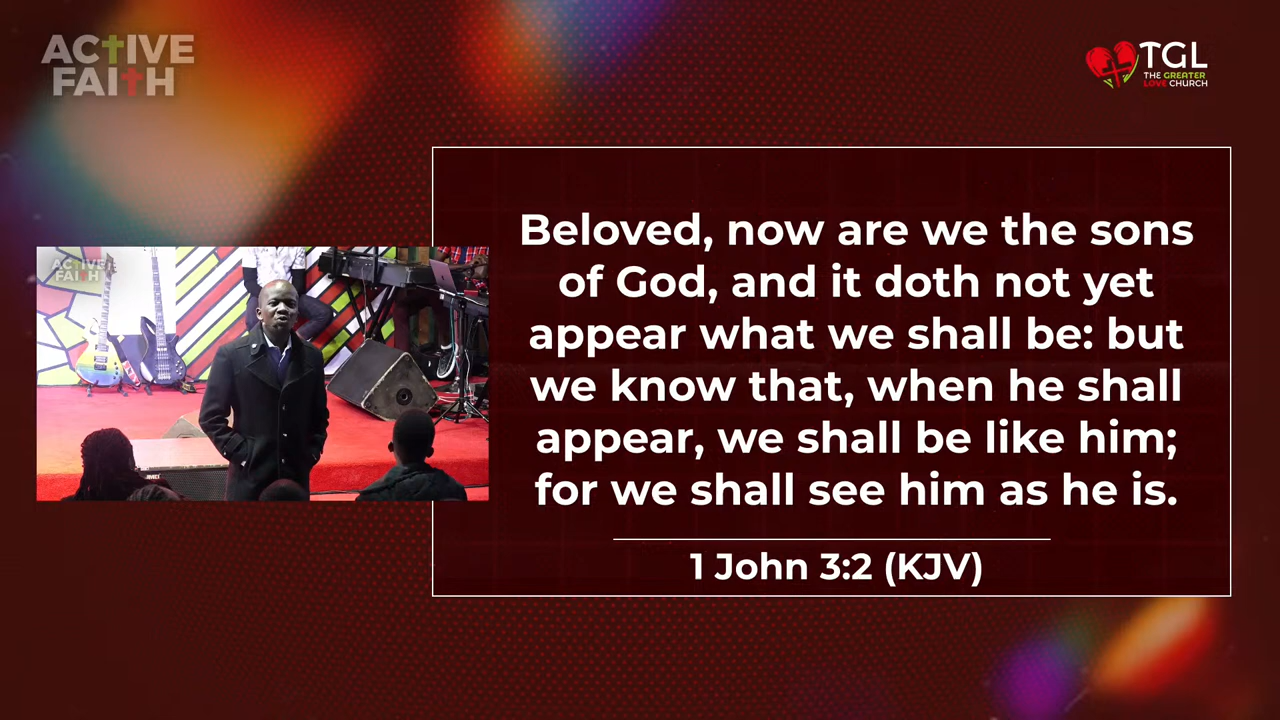 ACTIVE
FAITH
TGL
THE GREATER
LOVE CHURCH
Beloved, now are we the sons
of God, and it doth not yet
appear what we shall be: but
we know that, when he shall
appear, we shall be like him;
for we shall see him as he is.
1 John 3:2 (KJV)
ACTIVE
FAITH